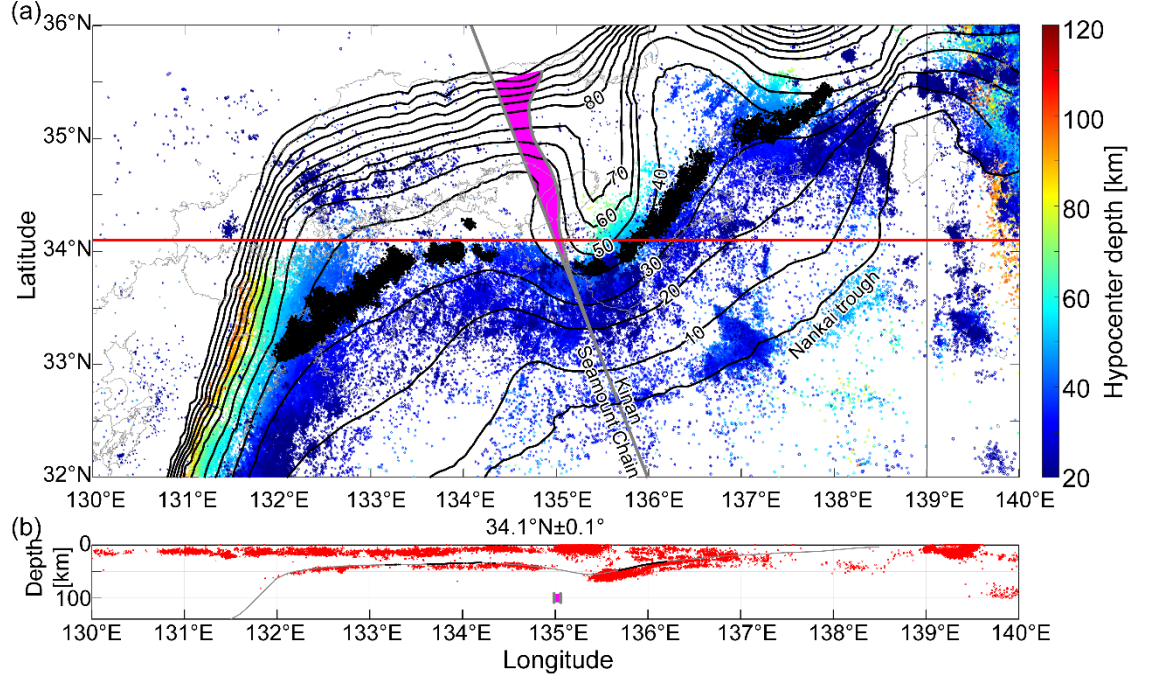 (a)
36°N
35°N
34°N
33°N
32°N
Latitude
80
70
60
50
40
30
20
10
Nankai trough
Kinan
Seamount Chain
130°E 131°E 132°E 133°E 134°E 135°E 136°E 137°E 138°E 139°E 140°E
120
100
80
60
40
20
Hypocenter depth [km]
(b)
34.1°N±0.1°
Depth
[km]
0
100
130°E 131°E 132°E 133°E 134°E 135°E 136°E 137°E 138°E 139°E 140°E
Longitude